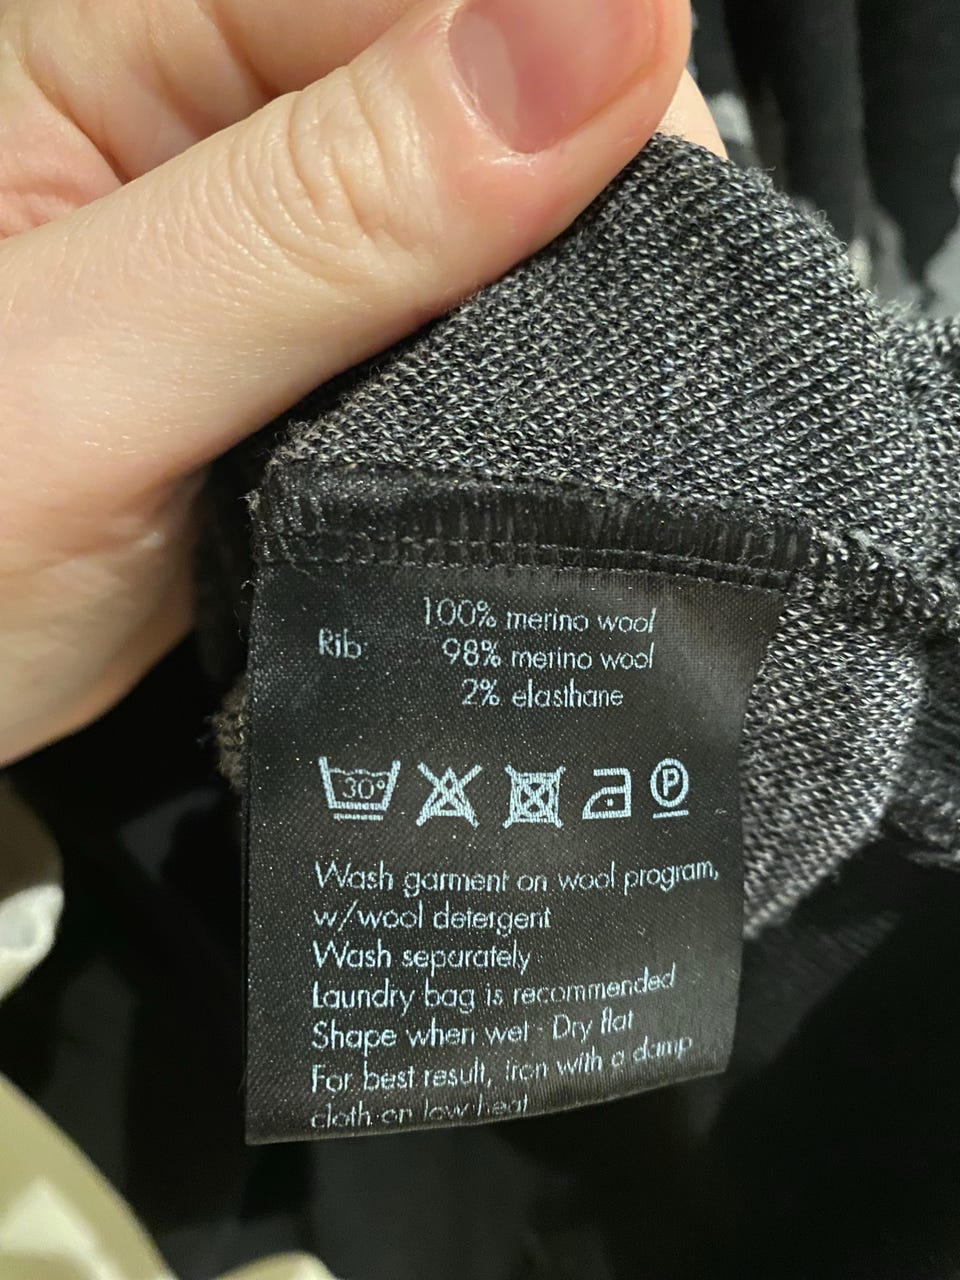 100% merino wool
Rib: 98% merino wool
2% elasthane
30° P
Wash garment on wool program,
w/wool detergent
Wash separately
Laundry bag is recommended
Shape when wet · Dry flat
For best result, iron with a damp
cloth on low heat